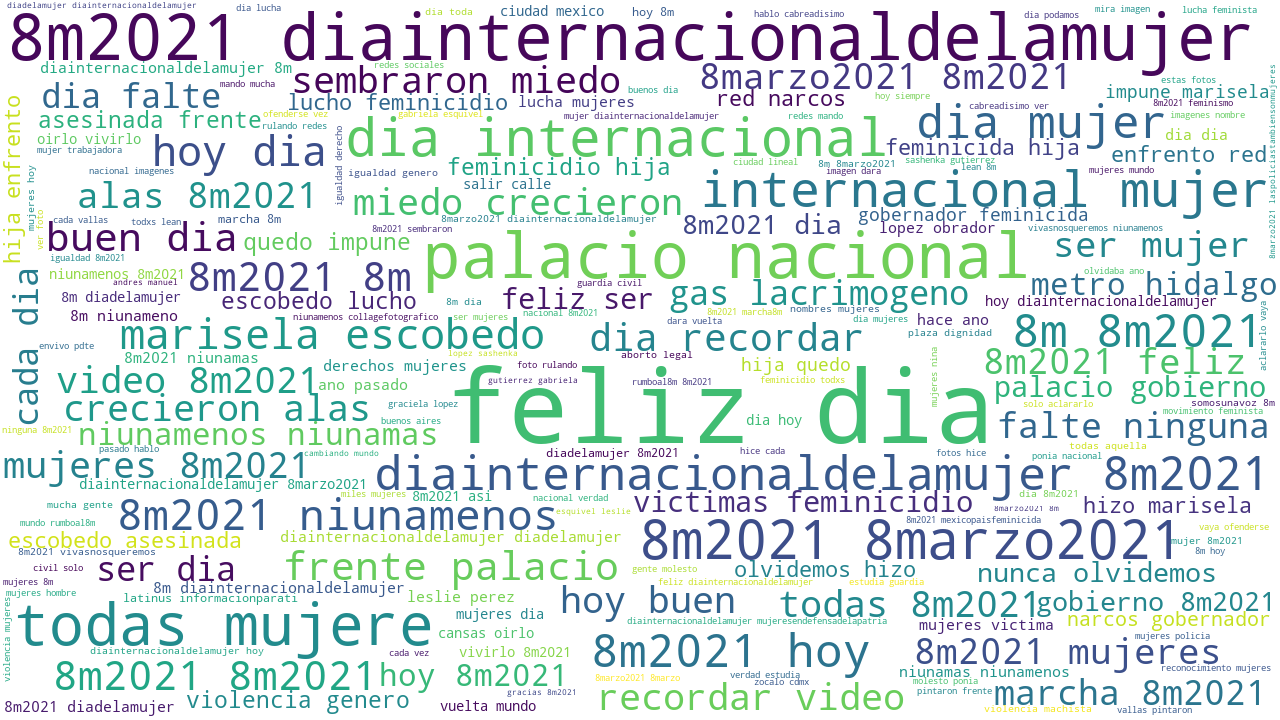 diadelamujer diainternacionaldelamujer
dia lucha
dia toda
ciudad mexico
hoy 8m
hablo cabreadisimo
dia podamos
mira imagen
lucha feminista
8m2021 diainternacionaldelamujer
diainternacionaldelamujer 8m
redes sociales
sembraron miedo
8marzo2021 8m2021
estas fotos
mando mucha
dia falte
ofenderse vez
lucho feminicidio
gabriela esquivel
lucha mujeres
buenos dia
red narcos
hoy siempre
impune marisela
8m2021 feminismo
cabreadisimo ver
imagenes nombre
asesinada frente
rulando redes
mujer diainternacionaldelamujer
redes mando
dia mujer
dia dia
oirlo vivirlo
mujer trabajadora
hoy dia
igualdad derecho
dia internacional
feminicida hija
enfrento red
hija enfrento
mujeres hoy
nacional imagenes
igualdad genero
feminicidio hija
ciudad lineal
8m 8marzo2021
sashenka gutierrez
imagen dara
lean 8m
mujeres mundo
8marzo2021 laspoliciastambiensonmujeres
alas 8m2021
salir calle
miedo crecieron
internacional mujer
cada vallas
todxs lean
marcha 8m
8marzo2021 diainternacionaldelamujer
8m2021 dia
gobernador feminicida
lopez obrador
vivasnosqueremos niunamenos
ver foto
buen dia
quedo impune
8m2021 sembraron
palacio nacional
ser mujer
igualdad 8m2021
niunamenos 8m2021
andres manuel
8m2021 8m
guardia civil
gas lacrimogeno
olvidaba ano
metro hidalgo
cada dia
8m diadelamujer
escobedo lucho
8m dia
feliz ser
nombres mujeres
hoy diainternacionaldelamujer
8m niunameno
niunamenos collagefotografico
ser mujeres
nacional 8m2021
8m2021 marcha8m
dara vuelta
dia mujeres
hace ano
plaza dignidad
aclararlo vaya
marisela escobedo
dia recordar
8m 8m2021
envivo pdte
8m2021 niunamas
lopez sashenka
aborto legal
derechos mujeres
foto rulando
hija quedo
mujeres nina
8m2021 feliz
video 8m2021
ano pasado
gutierrez gabriela
rumboal8m 8m2021
feminicidio todxs
palacio gobierno
crecieron alas
graciela lopez
feliz dia
solo aclararlo
somosunavoz 8m
buenos aires
dia hoy
movimiento feminista
ninguna 8m2021
niunamenos niunamas
falte ninguna
pasado hablo
cambiando mundo
diadelamujer 8m2021
hice cada
fotos hice
ponia nacional
todas aquella
mujeres 8m2021
diainternacionaldelamujer 8m2021
diainternacionaldelamujer 8marzo2021
miles mujeres
8m2021 asi
nacional verdad
victimas feminicidio
dia 8m2021
hizo marisela
mucha gente
8m2021 niunamenos
esquivel leslie
8marzo2021 8m
8m2021 mexicopaisfeminicida
mundo rumboal8m
vaya ofenderse
escobedo asesinada
diainternacionaldelamujer diadelamujer
8m2021 8marzo2021
mujer 8m2021
8m2021 vivasnosqueremos
8m hoy
civil solo
ser dia
frente palacio
gente molesto
olvidemos hizo
nunca olvidemos
mujeres 8m
8m diainternacionaldelamujer
feliz diainternacionaldelamujer
estudia guardia
mujeres hombre
violencia mujeres
latinus informacionparati
leslie perez
hoy buen
todas 8m2021
gobierno 8m2021
todas mujere
mujeres dia
diainternacionaldelamujer mujeresendefensadelapatria
mujeres victima
narcos gobernador
cansas oirlo
mujeres policia
diainternacionaldelamujer hoy
cada vez
vivirlo 8m2021
8m2021 hoy
8m2021 mujeres
8m2021 8m2021
hoy 8m2021
verdad estudia
niunamas niunamenos
reconocimiento mujeres
8marzo2021 8marzo
zocalo cdmx
molesto ponia
8m2021 diadelamujer
violencia genero
gracias 8m2021
vuelta mundo
recordar video
pintaron frente
marcha 8m2021
violencia machista
vallas pintaron